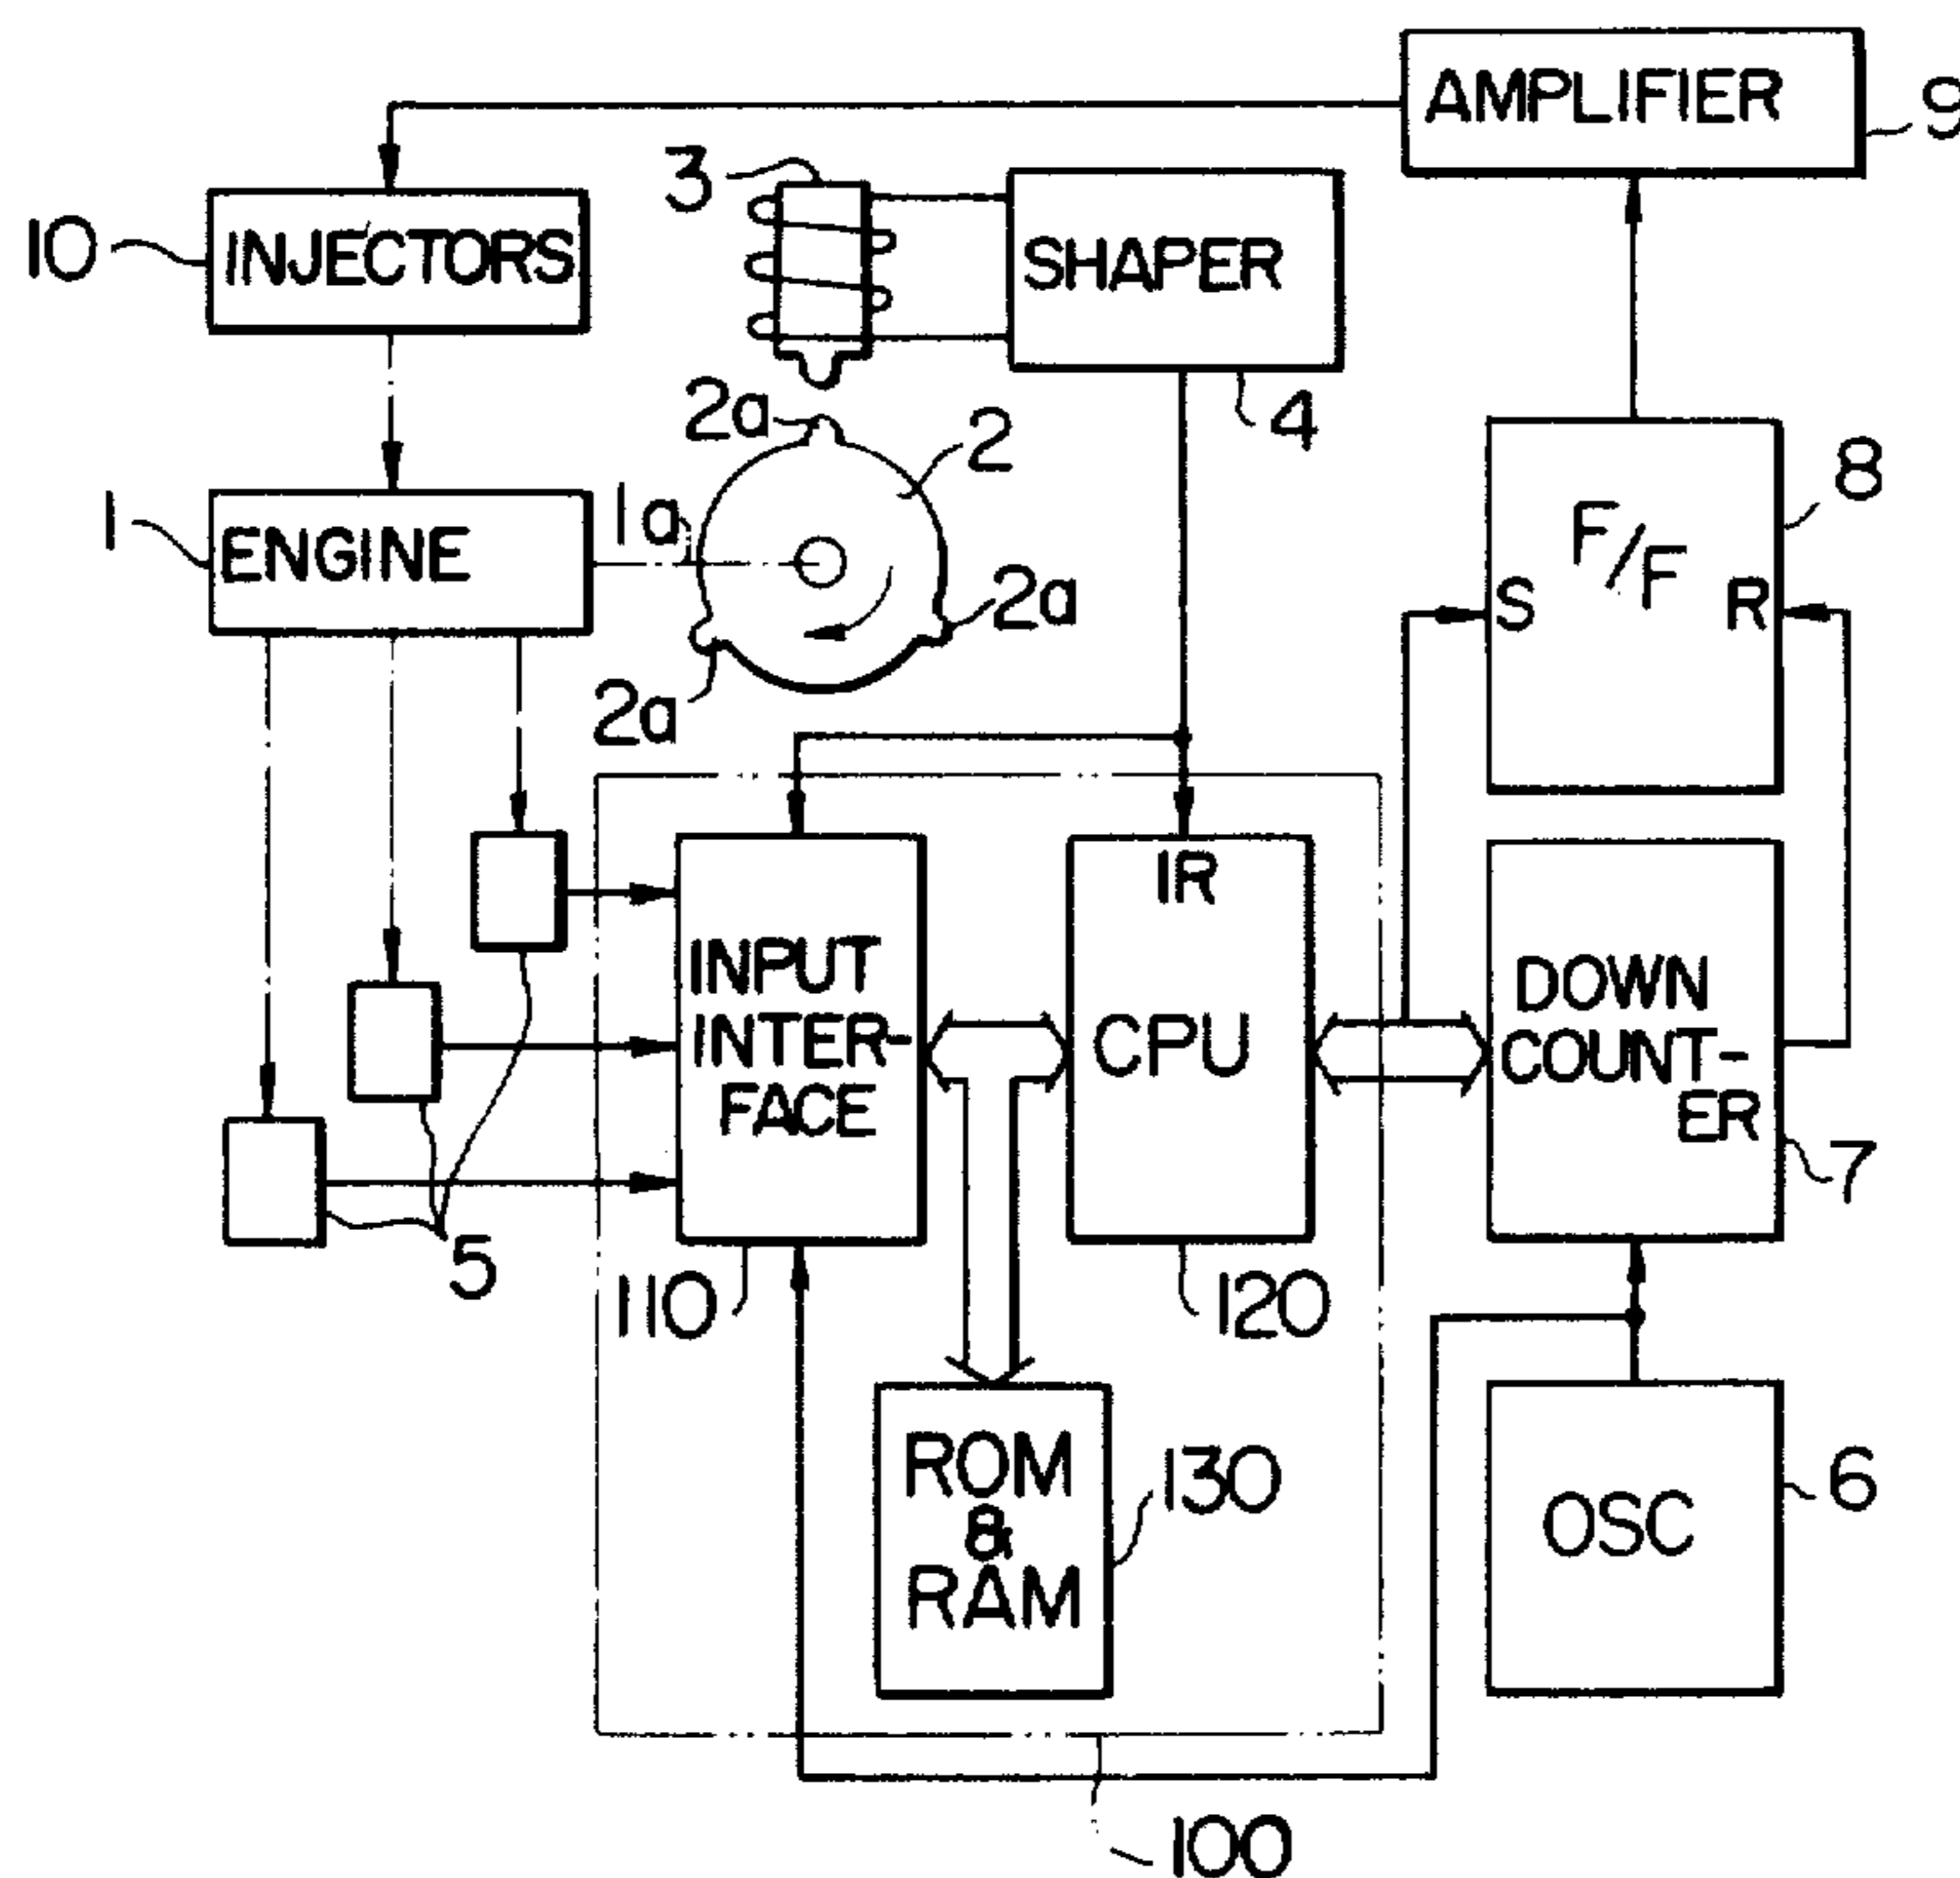 AMPLIFIER
9
3
10
INJECTORS
SHAPER
2a
2
4
8
1
ENGINE
1a
F/F
S
R
2a
2a
IR
INPUT
INTER-
FACE
CPU
DOWN
COUNT-
ER
7
5
110
120
ROM
&
RAM
130
OSC
6
100